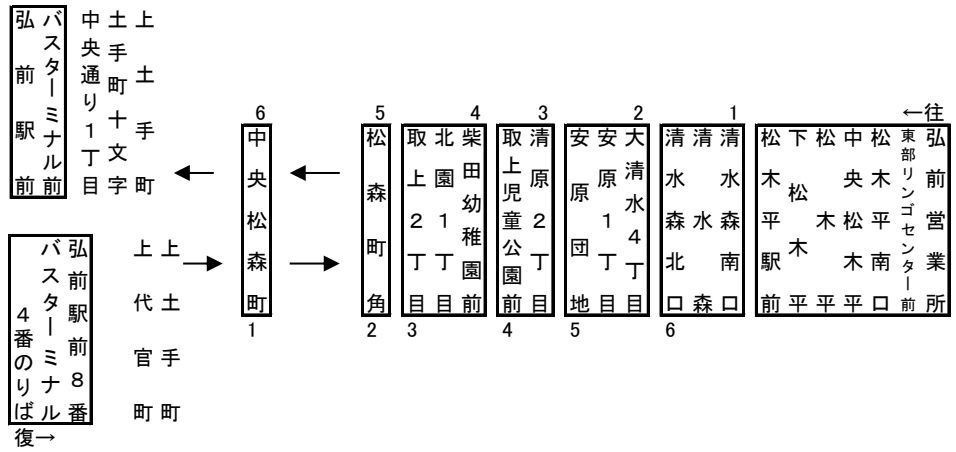 ←往
弘前営業所
東部リンゴセンター前
松木平南口
中央松木平
松木平
下松木平
松木平駅前
1
清水森南口
清水森
清水森北口
6
2
大清水4丁目
安原1丁目
安原団地
5
3
清原2丁目
取上児童公園前
4
4
柴田幼稚園前
北園1丁目
取上2丁目
3
5
松森町角
2
6
中央松森町
1
上土手町
土手町十文字
中央通り1丁目
バスターミナル前
弘前駅前
上土手町
上代官町
弘前駅前8番
バスターミナル
4番のりば
復→